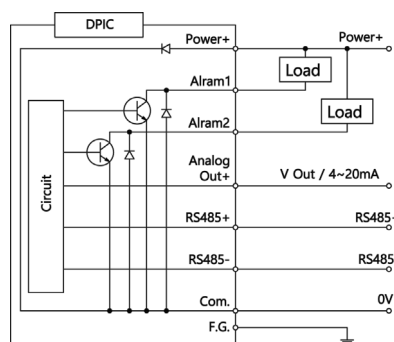 DPIC
Power+ Power+
Load
Alram1
Load
Alram2
Analog
Out+ V Out / 4~20mA
Circuit
RS485+ RS485-
RS485- RS485
Com. 0V
F.G.